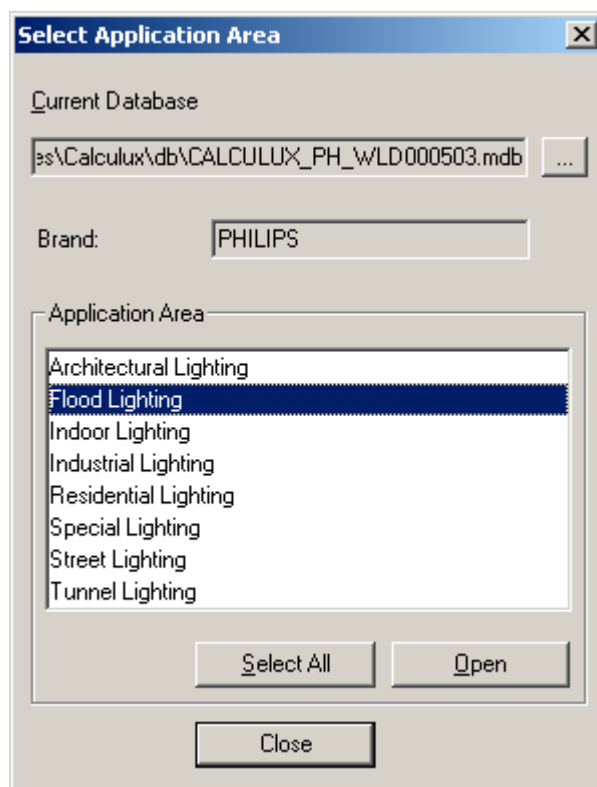 Select Application Area
Current Database
es\Calculux\db\CALCULUX_PH_WLD000503.mdb ...
Brand: PHILIPS
Application Area
Architectural Lighting
Flood Lighting
Indoor Lighting
Industrial Lighting
Residential Lighting
Special Lighting
Street Lighting
Tunnel Lighting
Select All Open
Close